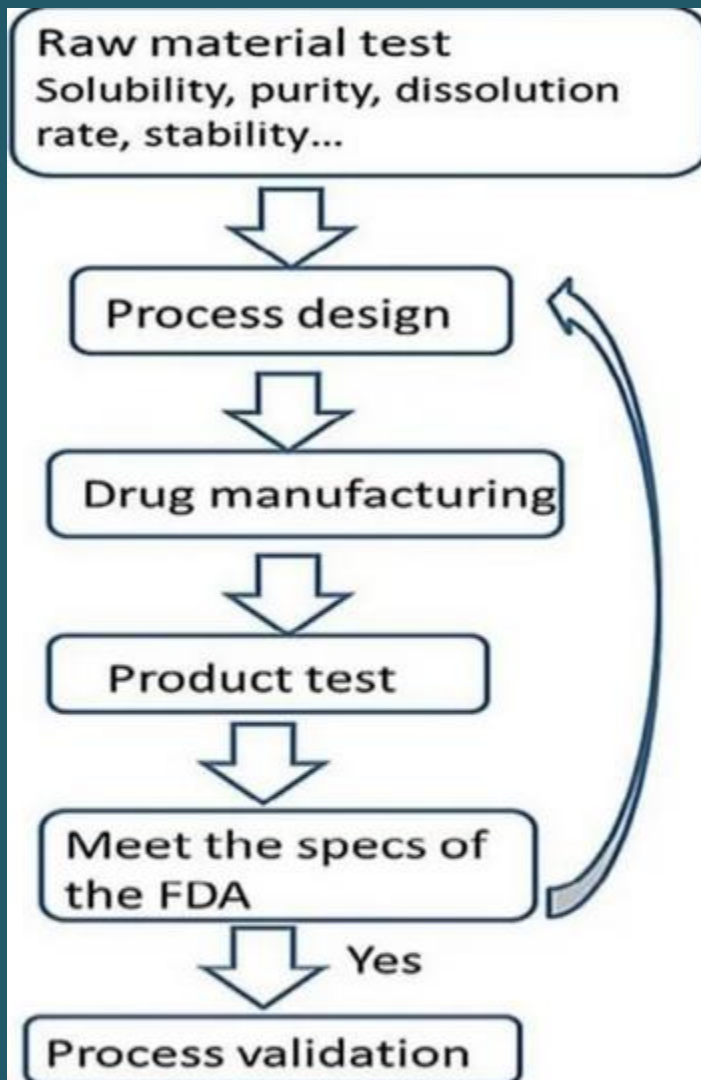 Raw material test
Solubility, purity, dissolution
rate, stability...
Process design
Drug manufacturing
Product test
Meet the specs of
the FDA
Yes
Process validation